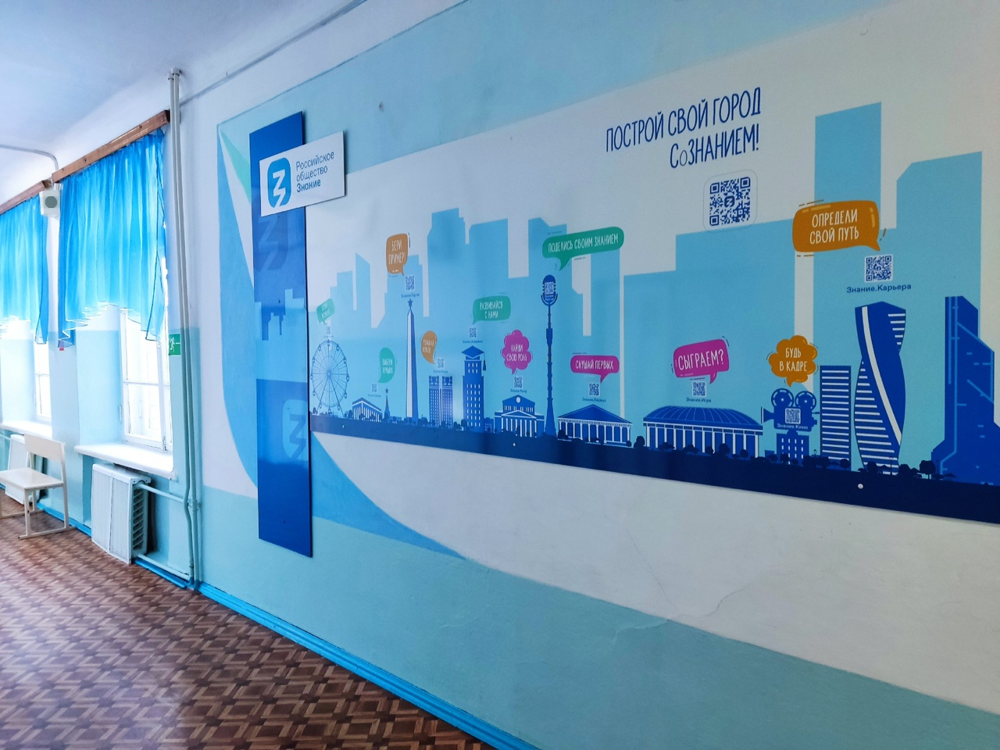 Российское
общество
Знание
ПОСТРОЙ СВОЙ ГОРОД
СоЗНАНИЕМ!
ОПРЕДЕЛИ
СВОЙ ПУТЬ
Знание.Карьера
БЕРИ
ПРИМЕР!
ПОДЕЛИСЬ СВОИМ ЗНАНИЕМ
РАЗВИВАЙСЯ
С НАМИ
НАЙДИ
СВОЮ РОЛЬ
СЛУШАЙ ПЕРВЫХ
СЫГРАЕМ?
Знание.Игра
БУДЬ
В КАДРЕ
Знание.Кино